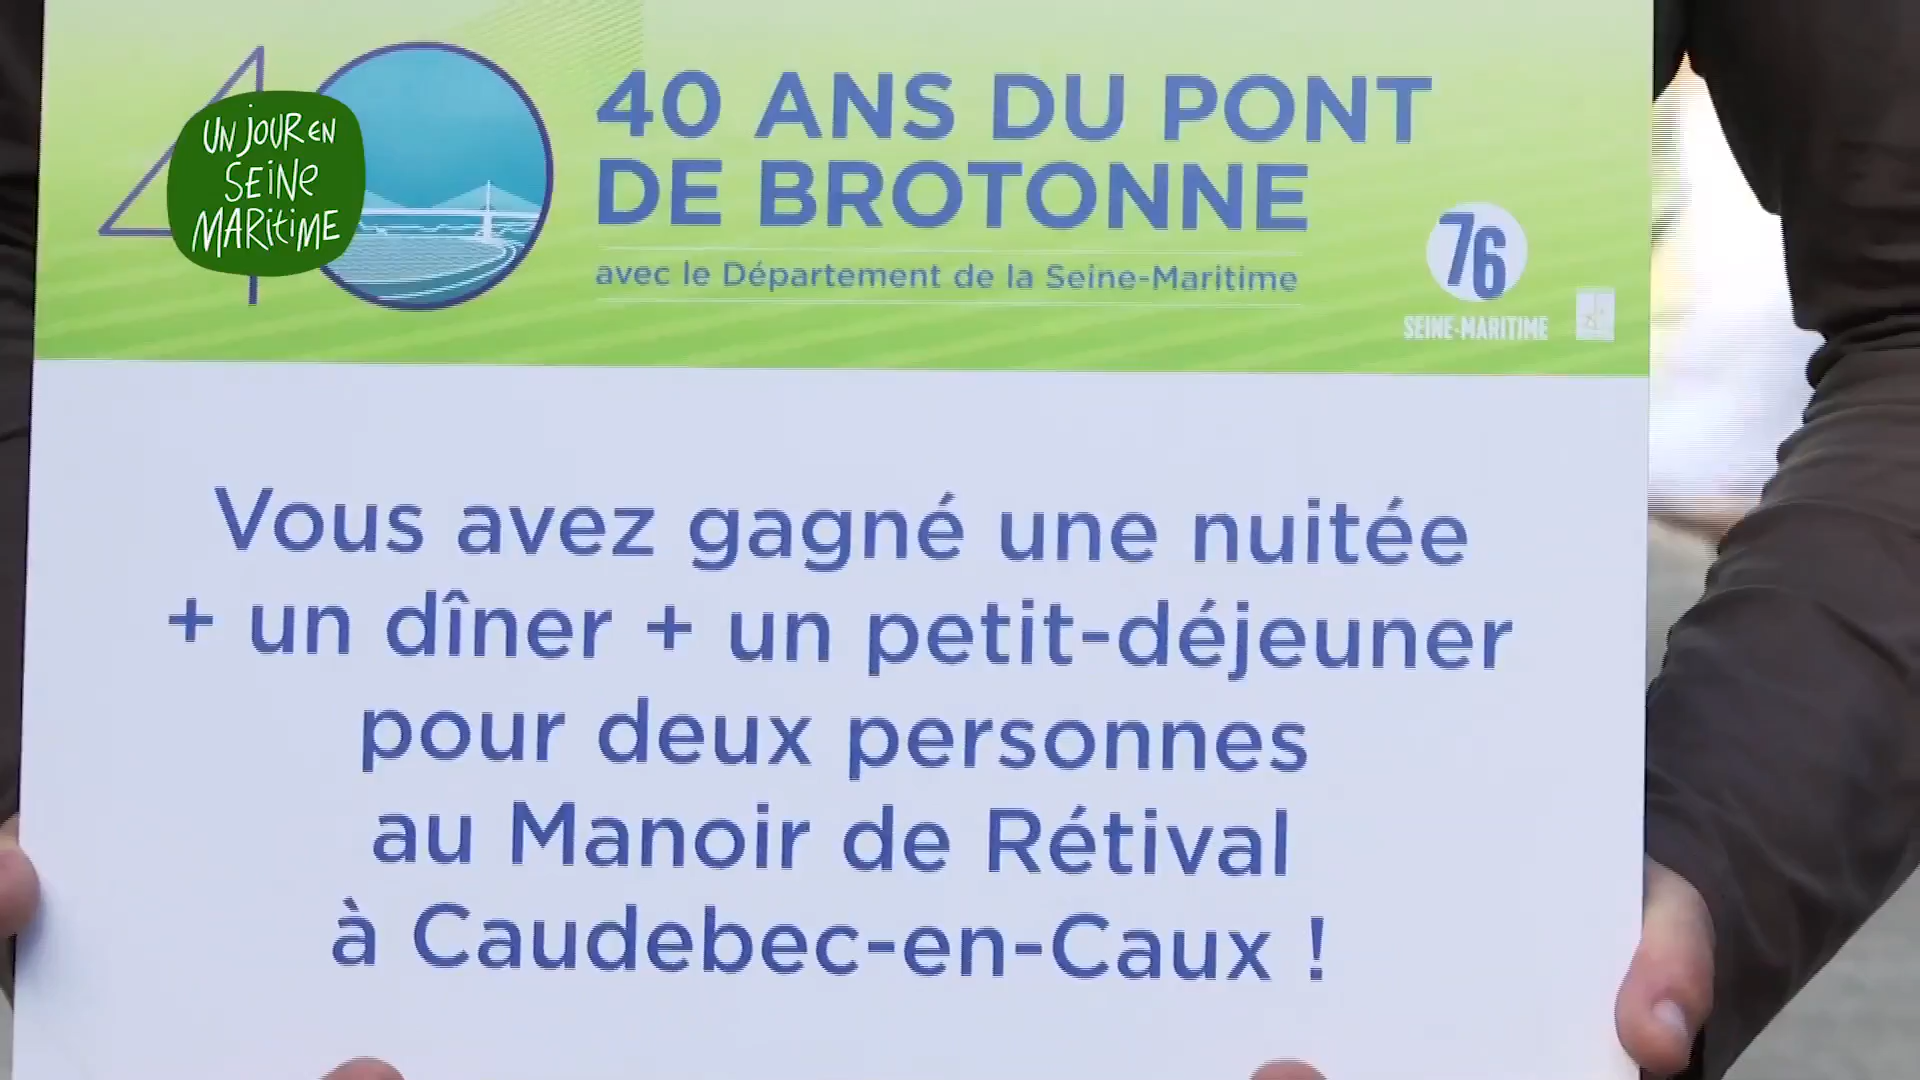 UN JOUR EN
SEINE
MARITIME
40 ANS DU PONT
DE BROTONNE
avec le Département de la Seine-Maritime
76
SEINE-MARITIME
Vous avez gagné une nuitée
+ un dîner + un petit-déjeuner
pour deux personnes
au Manoir de Rétival
à Caudebec-en-Caux !